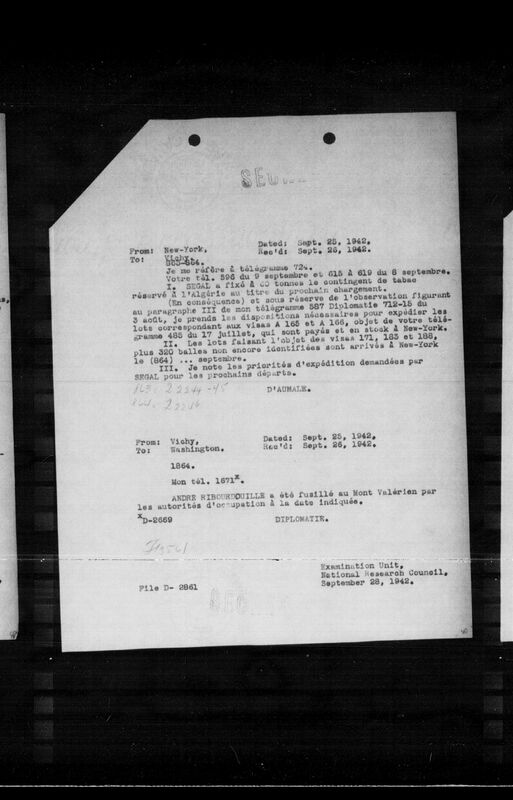 From: New-York,
To: Vichy.
Dated: Sept. 25, 1942.
Rec'd: Sept. 26, 1942.
863-864.
Je me réfère à télégramme 724.
Votre tél. 596 du 9 septembre et 615 à 619 du 8 septembre.
I. SEGAL a fixé à tonnes le contingent de tabac
réservé à l'Algérie au titre du prochain chargement.
(En conséquence) et sous réserve de l'observation figurant
au paragraphe III de mon télégramme 587 Diplomatie 712-15 du
3 août, je prends les dispositions nécessaires pour expédier les
lots correspondant aux visas A 165 et A 166, objet de votre télé-
gramme 485 du 17 juillet, qui sont payés et en stock à New-York.
II. Les lots faisant l'objet des visas 171, 185 et 188,
plus 320 balles non encore identifiées sont arrivés à New-York
le (864) ... septembre.
III. Je note les priorités d'expédition demandées par
SEGAL pour les prochains départs.
D'AUMALE.
From: Vichy,
To: Washington.
Dated: Sept. 25, 1942.
Rec'd: Sept. 26, 1942.
1864.
Mon tél. 1671x.
ANDRE RIBOURDOUILLE a été fusillé au Mont Valérien par
les autorités d'occupation à la date indiquée.
xD-2669
DIPLOMATIE.
Examination Unit,
National Research Council,
September 28, 1942.
File D- 2861